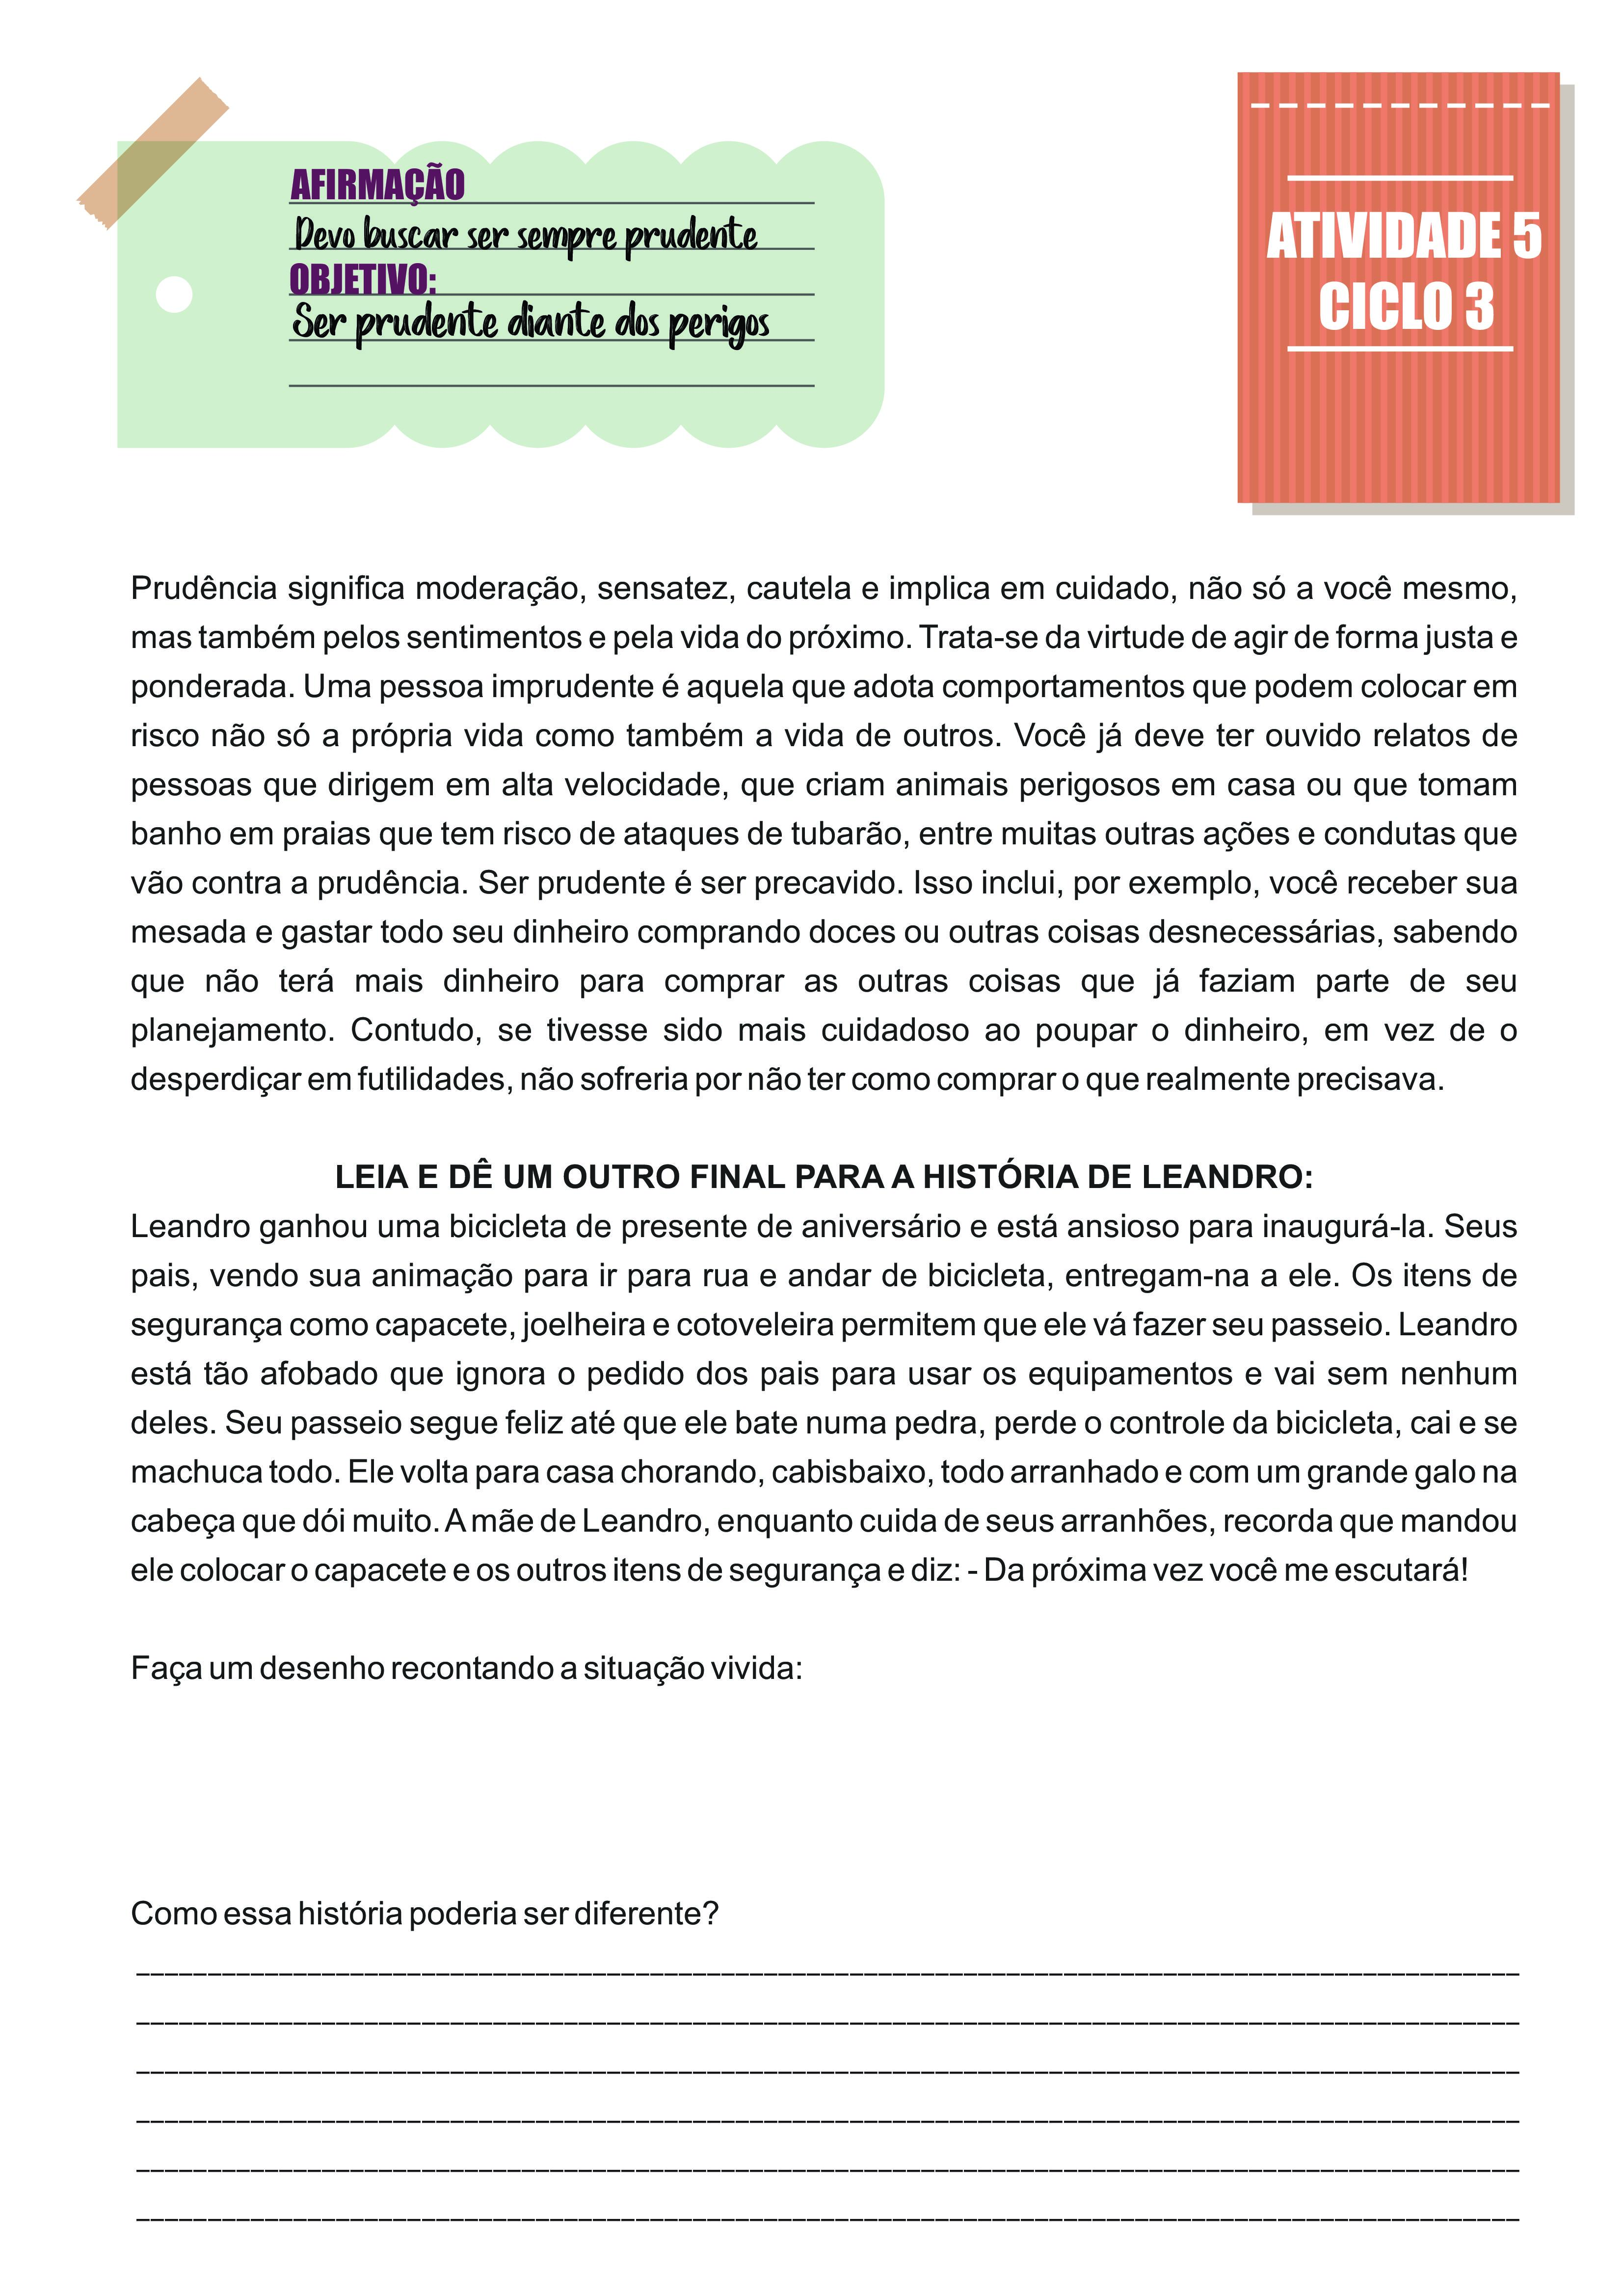 AFIRMAÇÃO
Devo buscar ser sempre prudente
OBJETIVO:
Ser prudente diante dos perigos
ATIVIDADE 5
CICLO 3
Prudência significa moderação, sensatez, cautela e implica em cuidado, não só a você mesmo,
mas também pelos sentimentos e pela vida do próximo. Trata-se da virtude de agir de forma justa e
ponderada. Uma pessoa imprudente é aquela que adota comportamentos que podem colocar em
risco não só a própria vida como também a vida de outros. Você já deve ter ouvido relatos de
pessoas que dirigem em alta velocidade, que criam animais perigosos em casa ou que tomam
banho em praias que tem risco de ataques de tubarão, entre muitas outras ações e condutas que
vão contra a prudência. Ser prudente é ser precavido. Isso inclui, por exemplo, você receber sua
mesada e gastar todo seu dinheiro comprando doces ou outras coisas desnecessárias, sabendo
que não terá mais dinheiro para comprar as outras coisas que já faziam parte de seu
planejamento. Contudo, se tivesse sido mais cuidadoso ao poupar o dinheiro, em vez de o
desperdiçar em futilidades, não sofreria por não ter como comprar o que realmente precisava.
LEIA E DÊ UM OUTRO FINAL PARA A HISTÓRIA DE LEANDRO:
Leandro ganhou uma bicicleta de presente de aniversário e está ansioso para inaugurá-la. Seus
pais, vendo sua animação para ir para rua e andar de bicicleta, entregam-na a ele. Os itens de
segurança como capacete, joelheira e cotoveleira permitem que ele vá fazer seu passeio. Leandro
está tão afobado que ignora o pedido dos pais para usar os equipamentos e vai sem nenhum
deles. Seu passeio segue feliz até que ele bate numa pedra, perde o controle da bicicleta, cai e se
machuca todo. Ele volta para casa chorando, cabisbaixo, todo arranhado e com um grande galo na
cabeça que dói muito. A mãe de Leandro, enquanto cuida de seus arranhões, recorda que mandou
ele colocar o capacete e os outros itens de segurança e diz: - Da próxima vez você me escutará!
Faça um desenho recontando a situação vivida:
Como essa história poderia ser diferente?